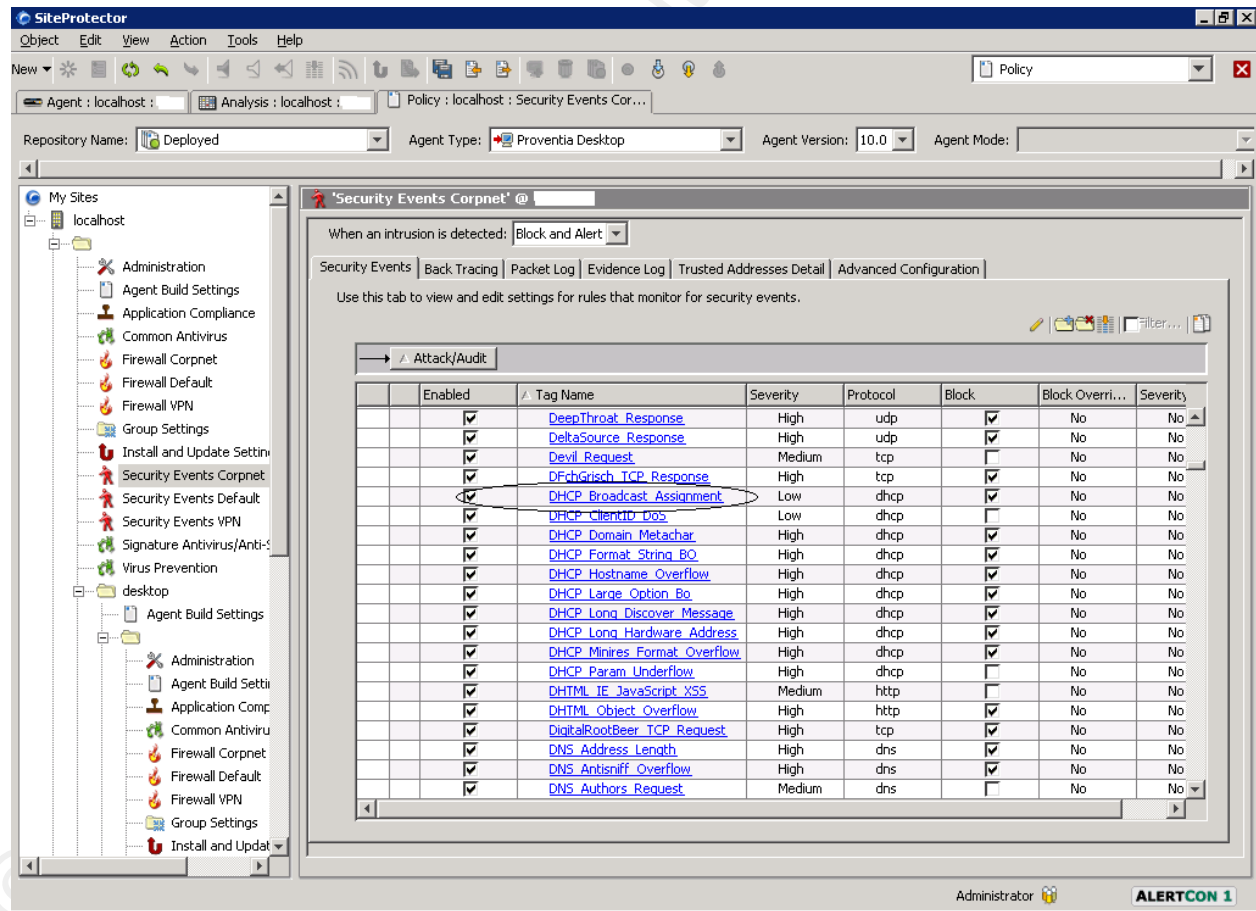 SiteProtector
Object Edit View Action Tools Help
New Policy
Agent : localhost : Analysis : localhost : Policy : localhost : Security Events Cor...
Repository Name: Deployed Agent Type: Proventia Desktop Agent Version: 10.0 Agent Mode:
My Sites
localhost
Administration
Agent Build Settings
Application Compliance
Common Antivirus
Firewall Corpnet
Firewall Default
Firewall VPN
Group Settings
Install and Update Settin
Security Events Corpnet
Security Events Default
Security Events VPN
Signature Antivirus/Anti-S
Virus Prevention
desktop
Agent Build Settings
Administration
Agent Build Settin
Application Comp
Common Antiviru
Firewall Corpnet
Firewall Default
Firewall VPN
Group Settings
Install and Updat
'Security Events Corpnet' @
When an intrusion is detected: Block and Alert
Security Events Back Tracing Packet Log Evidence Log Trusted Addresses Detail Advanced Configuration
Use this tab to view and edit settings for rules that monitor for security events.
Filter...
Attack/Audit
Enabled Tag Name Severity Protocol Block Block Overri... Severity
DeepThroat_Response High udp No No
DeltaSource_Response High udp No No
Devil_Request Medium tcp No No
DFchGrisch_TCP_Response High tcp No No
DHCP_Broadcast_Assignment Low dhcp No No
DHCP_ClientID_DoS Low dhcp No No
DHCP_Domain_Metachar High dhcp No No
DHCP_Format_String_BO High dhcp No No
DHCP_Hostname_Overflow High dhcp No No
DHCP_Large_Option_Bo High dhcp No No
DHCP_Long_Discover_Message High dhcp No No
DHCP_Long_Hardware_Address High dhcp No No
DHCP_Minires_Format_Overflow High dhcp No No
DHCP_Param_Underflow High dhcp No No
DHTML_IE_JavaScript_XSS Medium http No No
DHTML_Object_Overflow High http No No
DigitalRootBeer_TCP_Request High tcp No No
DNS_Address_Length High dns No No
DNS_Antisniff_Overflow High dns No No
DNS_Authors_Request Medium dns No No
Administrator ALERTCON 1